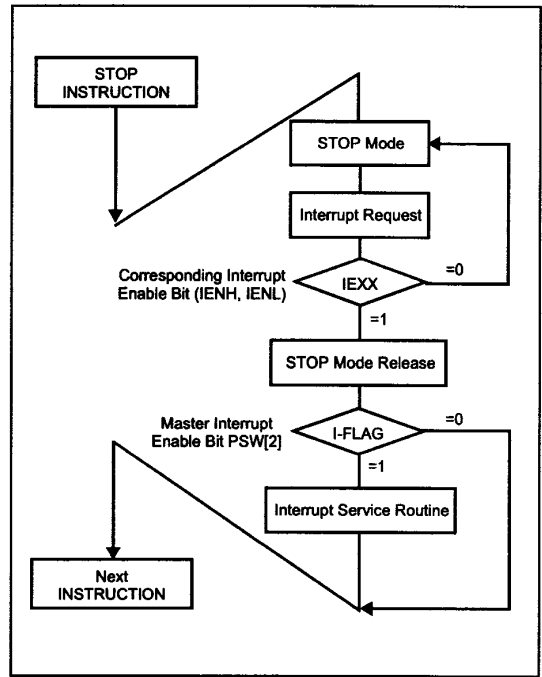 STOP
INSTRUCTION
STOP Mode
Interrupt Request
Corresponding Interrupt
Enable Bit (IENH, IENL)
IEXX
=0
=1
STOP Mode Release
Master Interrupt
Enable Bit PSW[2]
I-FLAG
=0
=1
Interrupt Service Routine
Next
INSTRUCTION